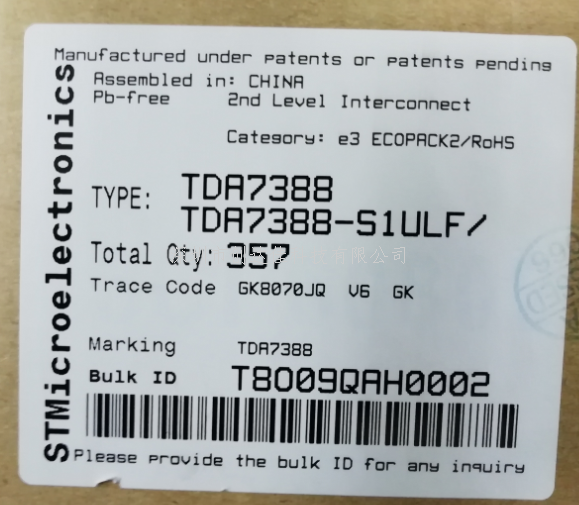 Manufactured under patents or patents pending
Assembled in: CHINA
Pb-free 2nd Level Interconnect
Category: e3 ECOPACK2/RoHS
TYPE: TDA7388
TDA7388-S1ULF/
Total Qty: 357
Trace Code GK8070JQ V6 GK
Marking TDA7388
Bulk ID T8009QAH0002
Please provide the bulk ID for any inquiry
STMicroelectronics